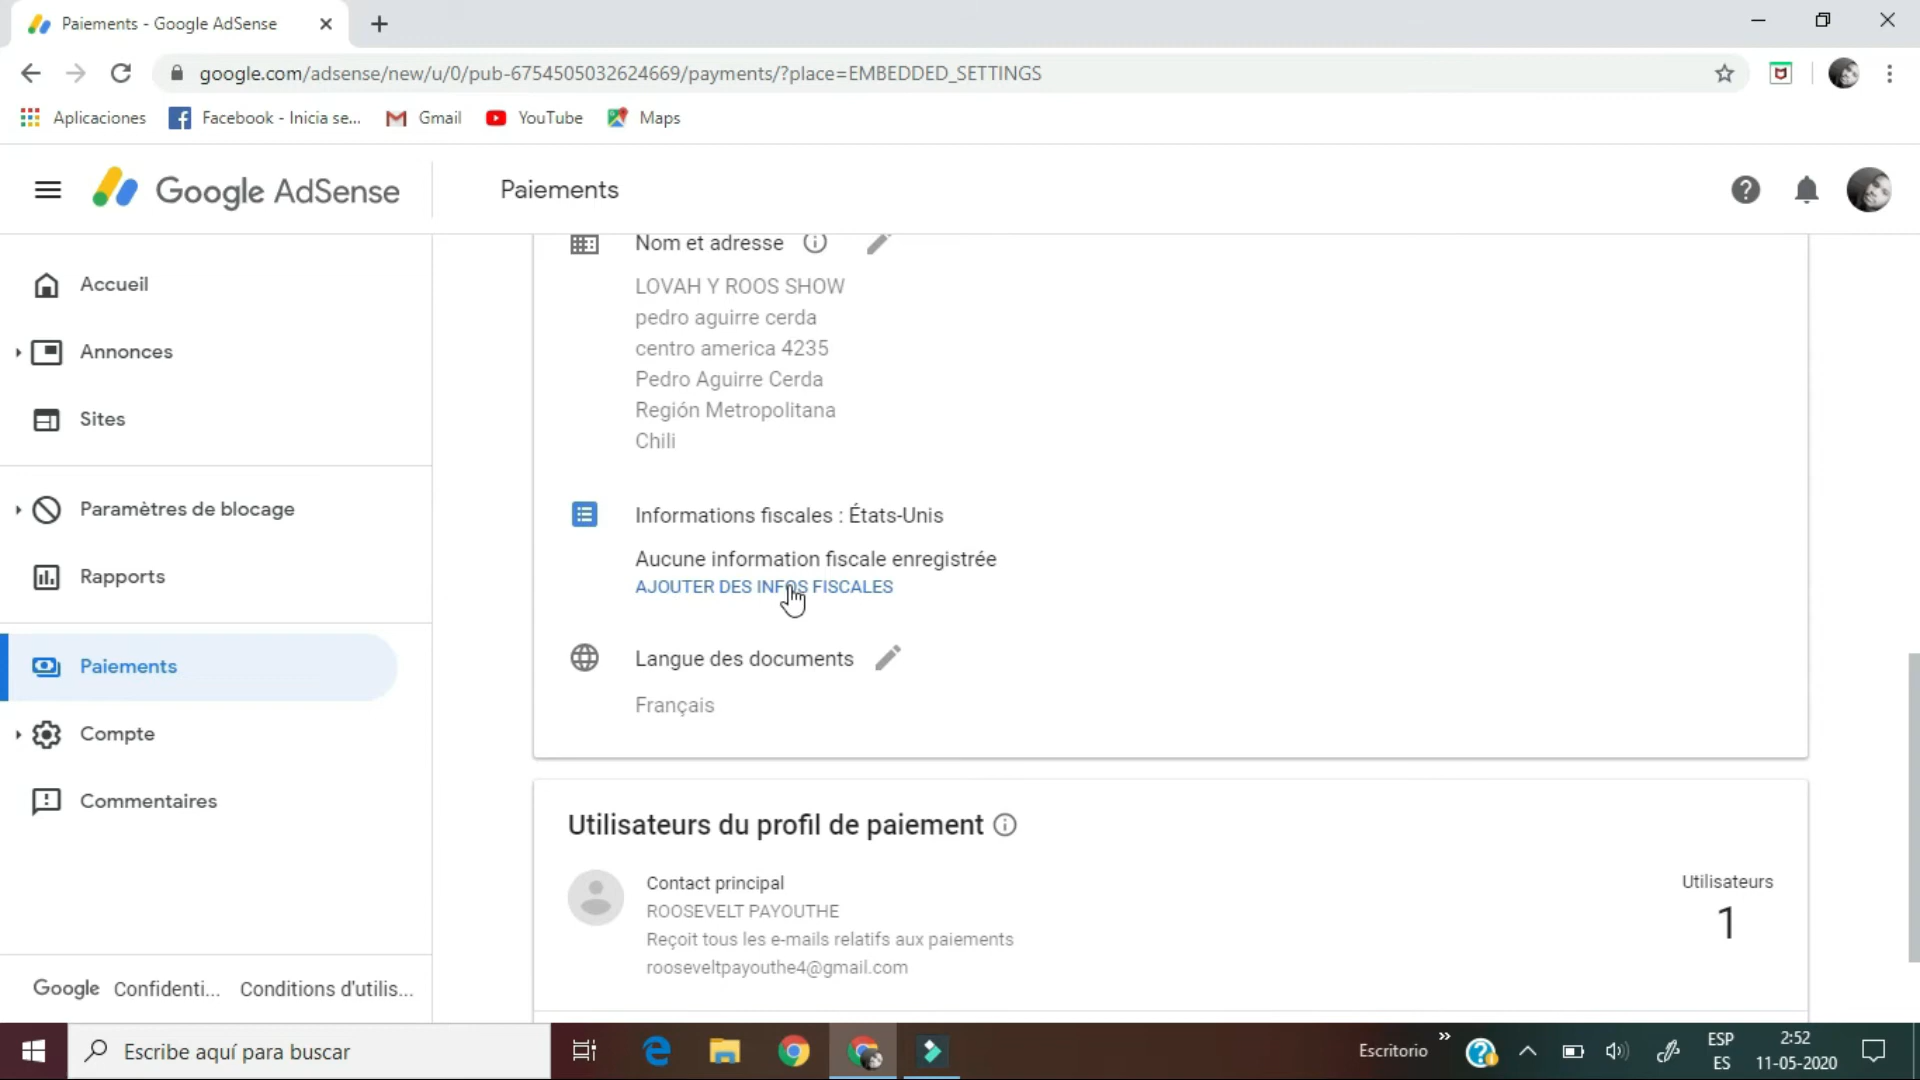 Paiements - Google AdSense
google.com/adsense/new/u/0/pub-6754505032624669/payments/?place=EMBEDDED_SETTINGS
Aplicaciones
Facebook - Inicia se...
Gmail
YouTube
Maps
Google AdSense
Paiements
Accueil
Annonces
Sites
Paramètres de blocage
Rapports
Paiements
Compte
Commentaires
Google Confidenti... Conditions d'utilis...
Nom et adresse
LOVAH Y ROOS SHOW
pedro aguirre cerda
centro america 4235
Pedro Aguirre Cerda
Región Metropolitana
Chili
Informations fiscales : États-Unis
Aucune information fiscale enregistrée
AJOUTER DES INFOS FISCALES
Langue des documents
Français
Utilisateurs du profil de paiement
Contact principal
ROOSEVELT PAYOUTHE
Reçoit tous les e-mails relatifs aux paiements
rooseveltpayouthe4@gmail.com
Utilisateurs
1
Escribe aquí para buscar
Escritorio
ESP
ES
2:52
11-05-2020